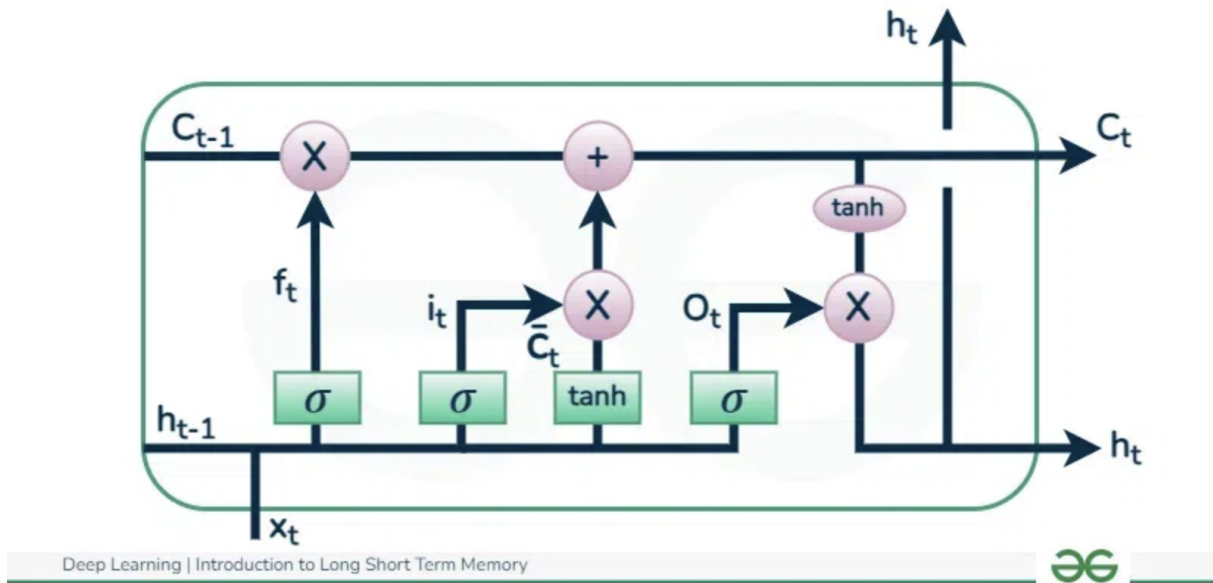 hₜ
Cₜ₋₁
X
+
Cₜ
tanh
fₜ
iₜ
X
Oₜ
X
C̄ₜ
σ
σ
tanh
σ
hₜ₋₁
hₜ
xₜ
Deep Learning | Introduction to Long Short Term Memory